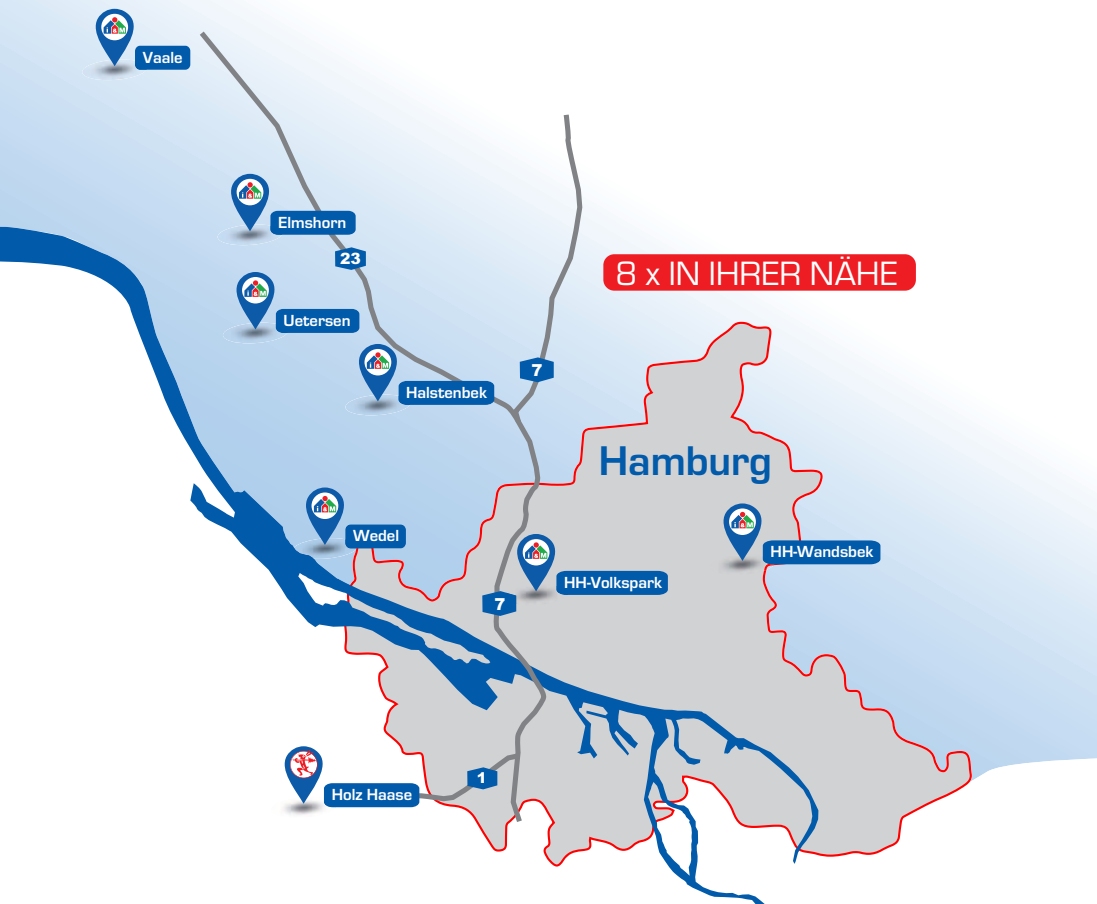 Vaale
Elmshorn
23
8 x IN IHRER NÄHE
Uetersen
7
Halstenbek
Hamburg
Wedel
HH-Wandsbek
HH-Volkspark
7
1
Holz Haase